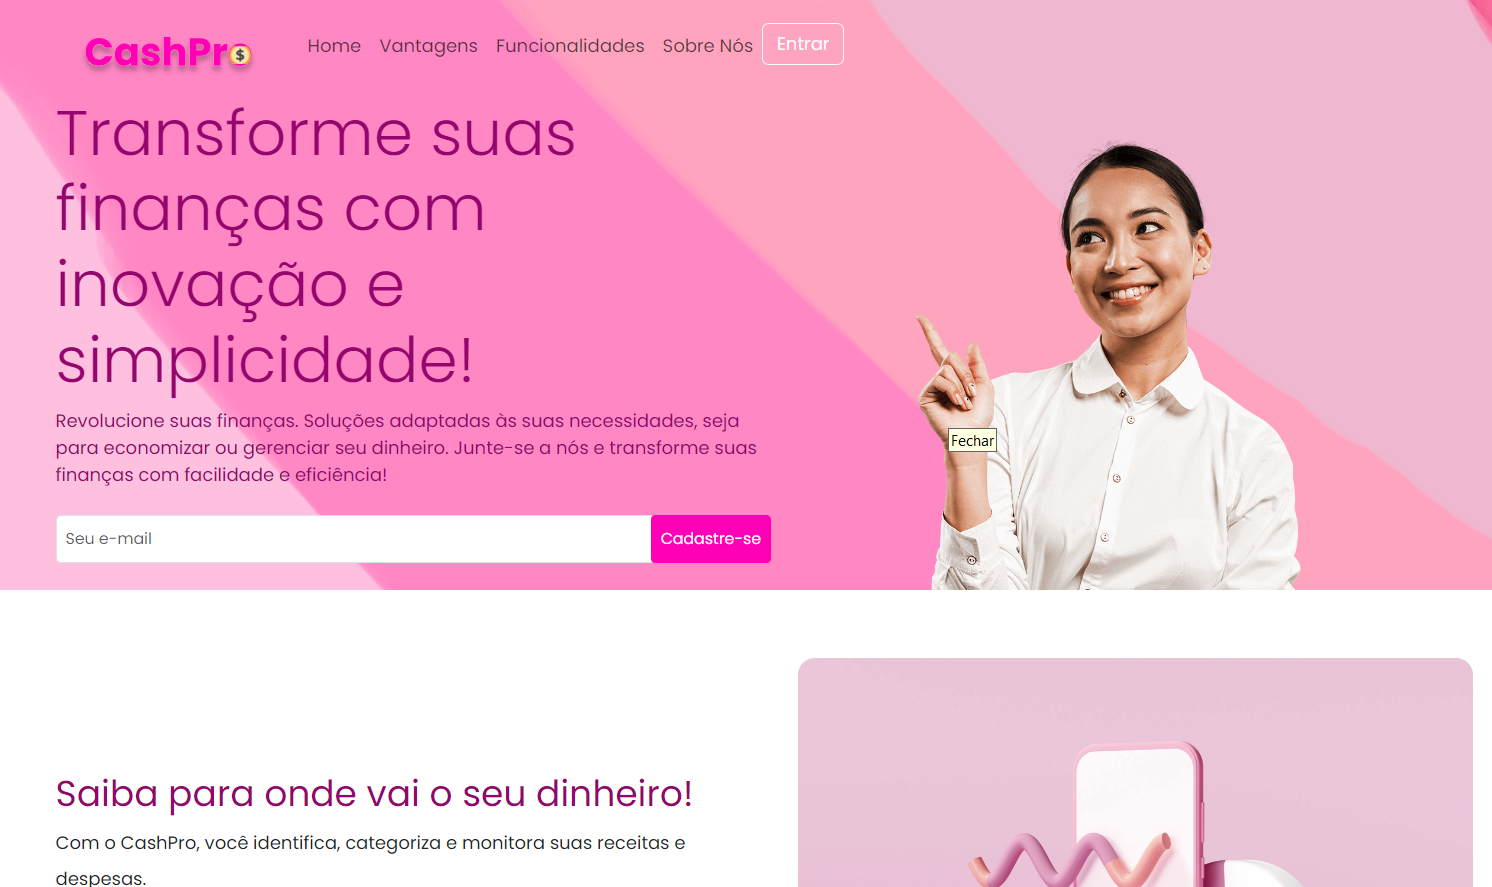 CashPro
Home Vantagens Funcionalidades Sobre Nós Entrar
Transforme suas
finanças com
inovação e
simplicidade!
Revolucione suas finanças. Soluções adaptadas às suas necessidades, seja
para economizar ou gerenciar seu dinheiro. Junte-se a nós e transforme suas
finanças com facilidade e eficiência!
Fechar
Seu e-mail Cadastre-se
Saiba para onde vai o seu dinheiro!
Com o CashPro, você identifica, categoriza e monitora suas receitas e
despesas.